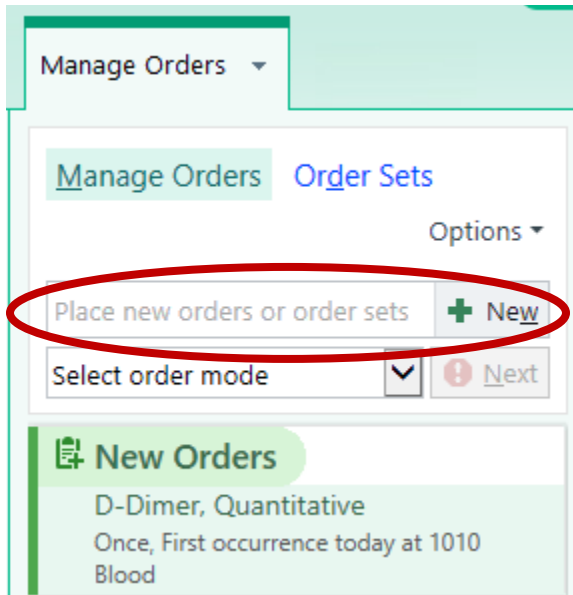 Manage Orders
Manage Orders Order Sets
Options
Place new orders or order sets New
Select order mode Next
New Orders
D-Dimer, Quantitative
Once, First occurrence today at 1010
Blood